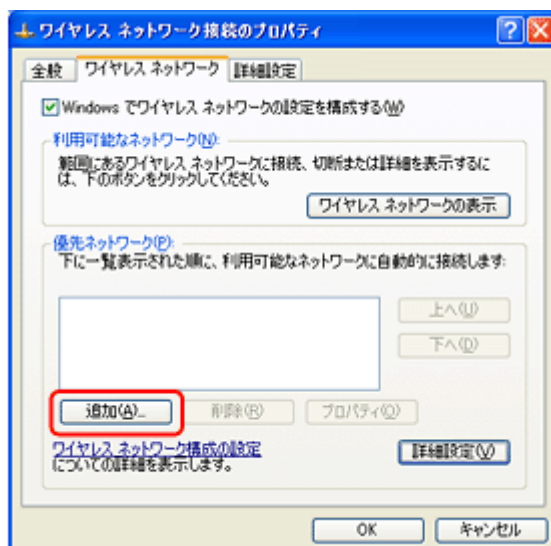 ワイヤレス ネットワーク接続のプロパティ
全般 ワイヤレス ネットワーク 詳細設定
Windows でワイヤレス ネットワークの設定を構成する(W)
利用可能なネットワーク(N):
範囲にあるワイヤレス ネットワークに接続、切断または詳細を表示するに
は、下のボタンをクリックしてください。
ワイヤレス ネットワークの表示
優先ネットワーク(P):
下に一覧表示された順に、利用可能なネットワークに自動的に接続します:
上へ(U)
下へ(D)
追加(A)... 削除(R) プロパティ(O)
ワイヤレス ネットワーク構成の設定
についての詳細を表示します。
詳細設定(V)
OK キャンセル